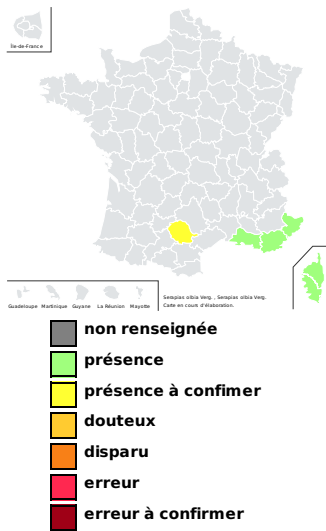 Île-de-France
Guadeloupe Martinique Guyane La Réunion Mayotte
Serapias olbia Verg. , Serapias olbia Verg.
Carte en cours d'élaboration.
non renseignée
présence
présence à confimer
douteux
disparu
erreur
erreur à confirmer